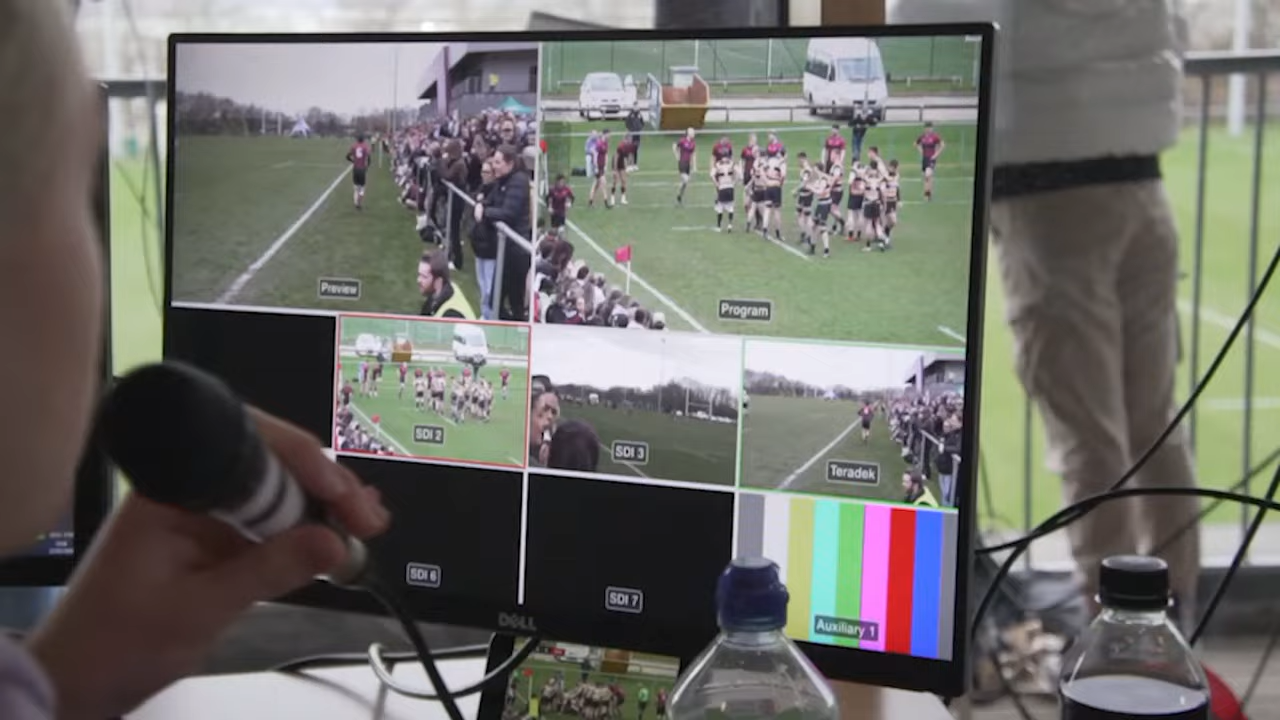 Preview
Program
SDI 2
SDI 3
Teradek
SDI 6
SDI 7
Auxiliary 1
DELL